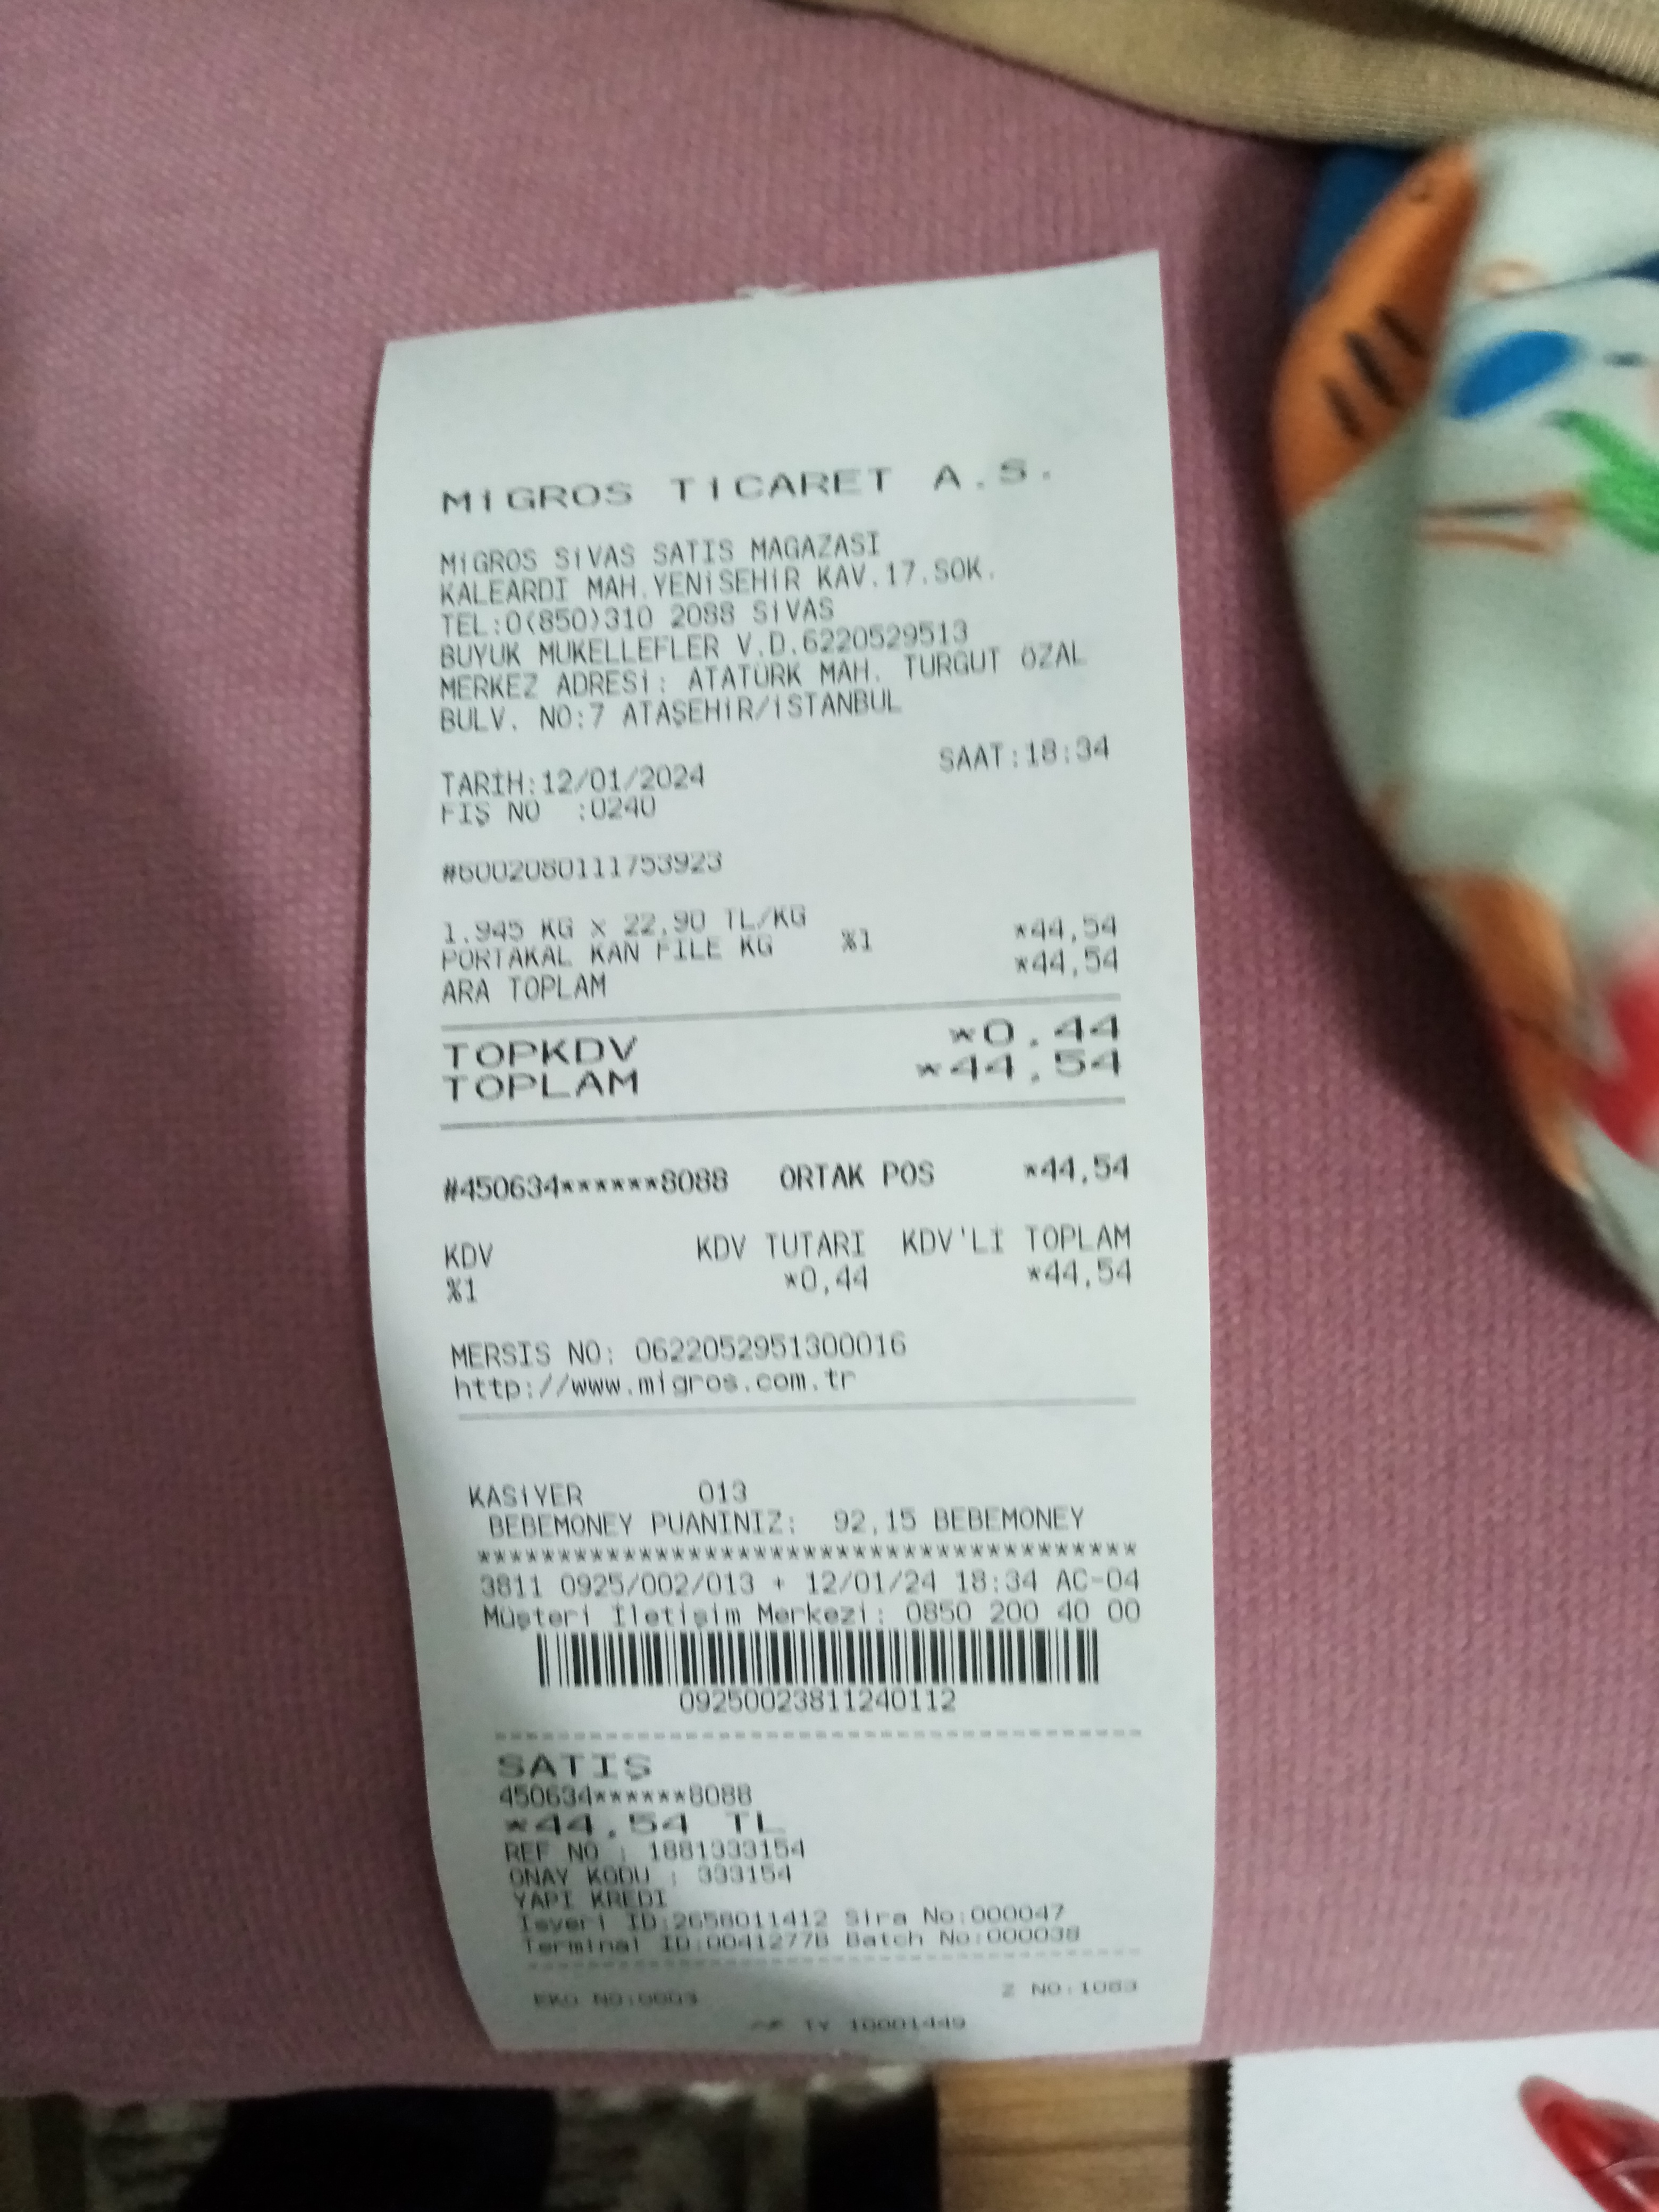 MİGROS TİCARET A.S.
MİGROS SİVAS SATIS MAGAZASI
KALEARDI MAH.YENİSEHİR KAV.17.SOK.
TEL:0(850)310 2088 SİVAS
BUYUK MUKELLEFLER V.D.6220529513
MERKEZ ADRESİ: ATATÜRK MAH. TURGUT ÖZAL
BULV. NO:7 ATAŞEHİR/İSTANBUL
TARİH:12/01/2024 SAAT:18:34
FİŞ NO :0240
#6002080111753923
1.945 KG X 22,90 TL/KG
PORTAKAL KAN FILE KG %1 *44,54
ARA TOPLAM *44,54
TOPKDV *0,44
TOPLAM *44,54
#450634******8088 ORTAK POS *44,54
KDV KDV TUTARI KDV'Lİ TOPLAM
%1 *0,44 *44,54
MERSIS NO: 0622052951300016
http://www.migros.com.tr
KASİYER 013
BEBEMONEY PUANINIZ: 92,15 BEBEMONEY
****************************************
3811 0925/002/013 + 12/01/24 18:34 AC-04
Müşteri İletişim Merkezi: 0850 200 40 00
09250023811240112
SATIŞ
450634******8088
*44,54 TL
REF NO : 1881333154
ONAY KODU : 333154
YAPI KREDI
Isyeri ID:2658011412 Sira No:000047
Terminal ID:0041277B Batch No:000038
EKÜ NO:0003 Z NO:1083
TY 10001449